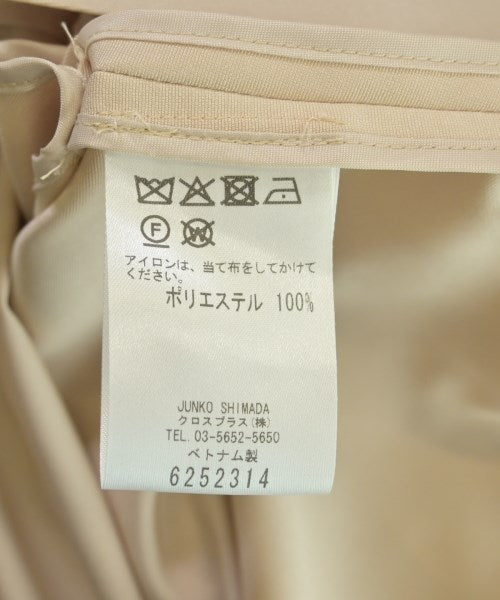 F W
アイロンは、当て布をしてかけて
ください。
ポリエステル 100%
JUNKO SHIMADA
クロスプラス(株)
TEL. 03-5652-5650
ベトナム製
6252314